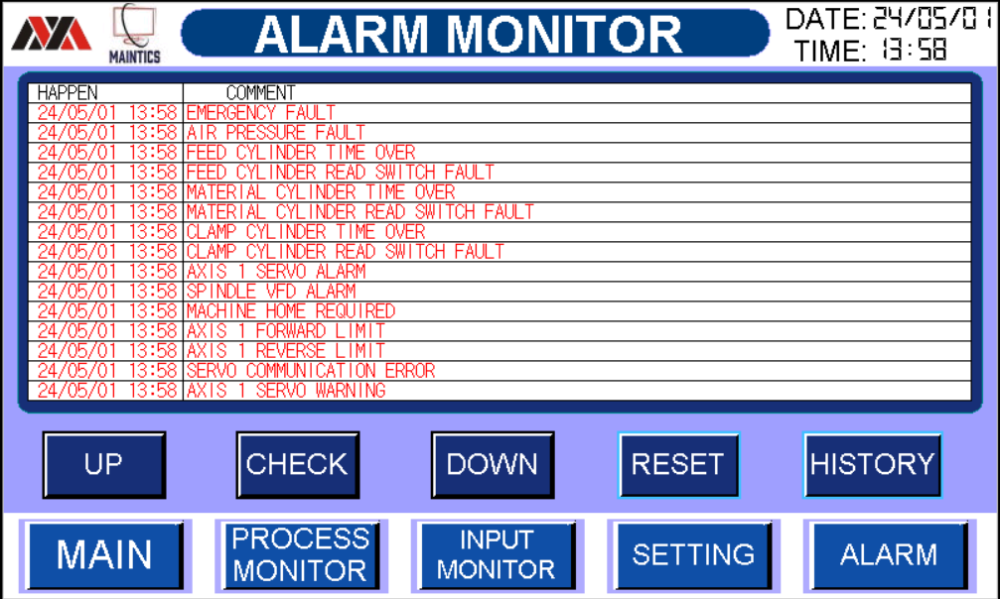 MAINTICS
ALARM MONITOR
DATE: 24/05/01
TIME: 13:58
HAPPEN COMMENT
24/05/01 13:58 EMERGENCY FAULT
24/05/01 13:58 AIR PRESSURE FAULT
24/05/01 13:58 FEED CYLINDER TIME OVER
24/05/01 13:58 FEED CYLINDER READ SWITCH FAULT
24/05/01 13:58 MATERIAL CYLINDER TIME OVER
24/05/01 13:58 MATERIAL CYLINDER READ SWITCH FAULT
24/05/01 13:58 CLAMP CYLINDER TIME OVER
24/05/01 13:58 CLAMP CYLINDER READ SWITCH FAULT
24/05/01 13:58 AXIS 1 SERVO ALARM
24/05/01 13:58 SPINDLE VFD ALARM
24/05/01 13:58 MACHINE HOME REQUIRED
24/05/01 13:58 AXIS 1 FORWARD LIMIT
24/05/01 13:58 AXIS 1 REVERSE LIMIT
24/05/01 13:58 SERVO COMMUNICATION ERROR
24/05/01 13:58 AXIS 1 SERVO WARNING
UP CHECK DOWN RESET HISTORY
MAIN PROCESS MONITOR INPUT MONITOR SETTING ALARM